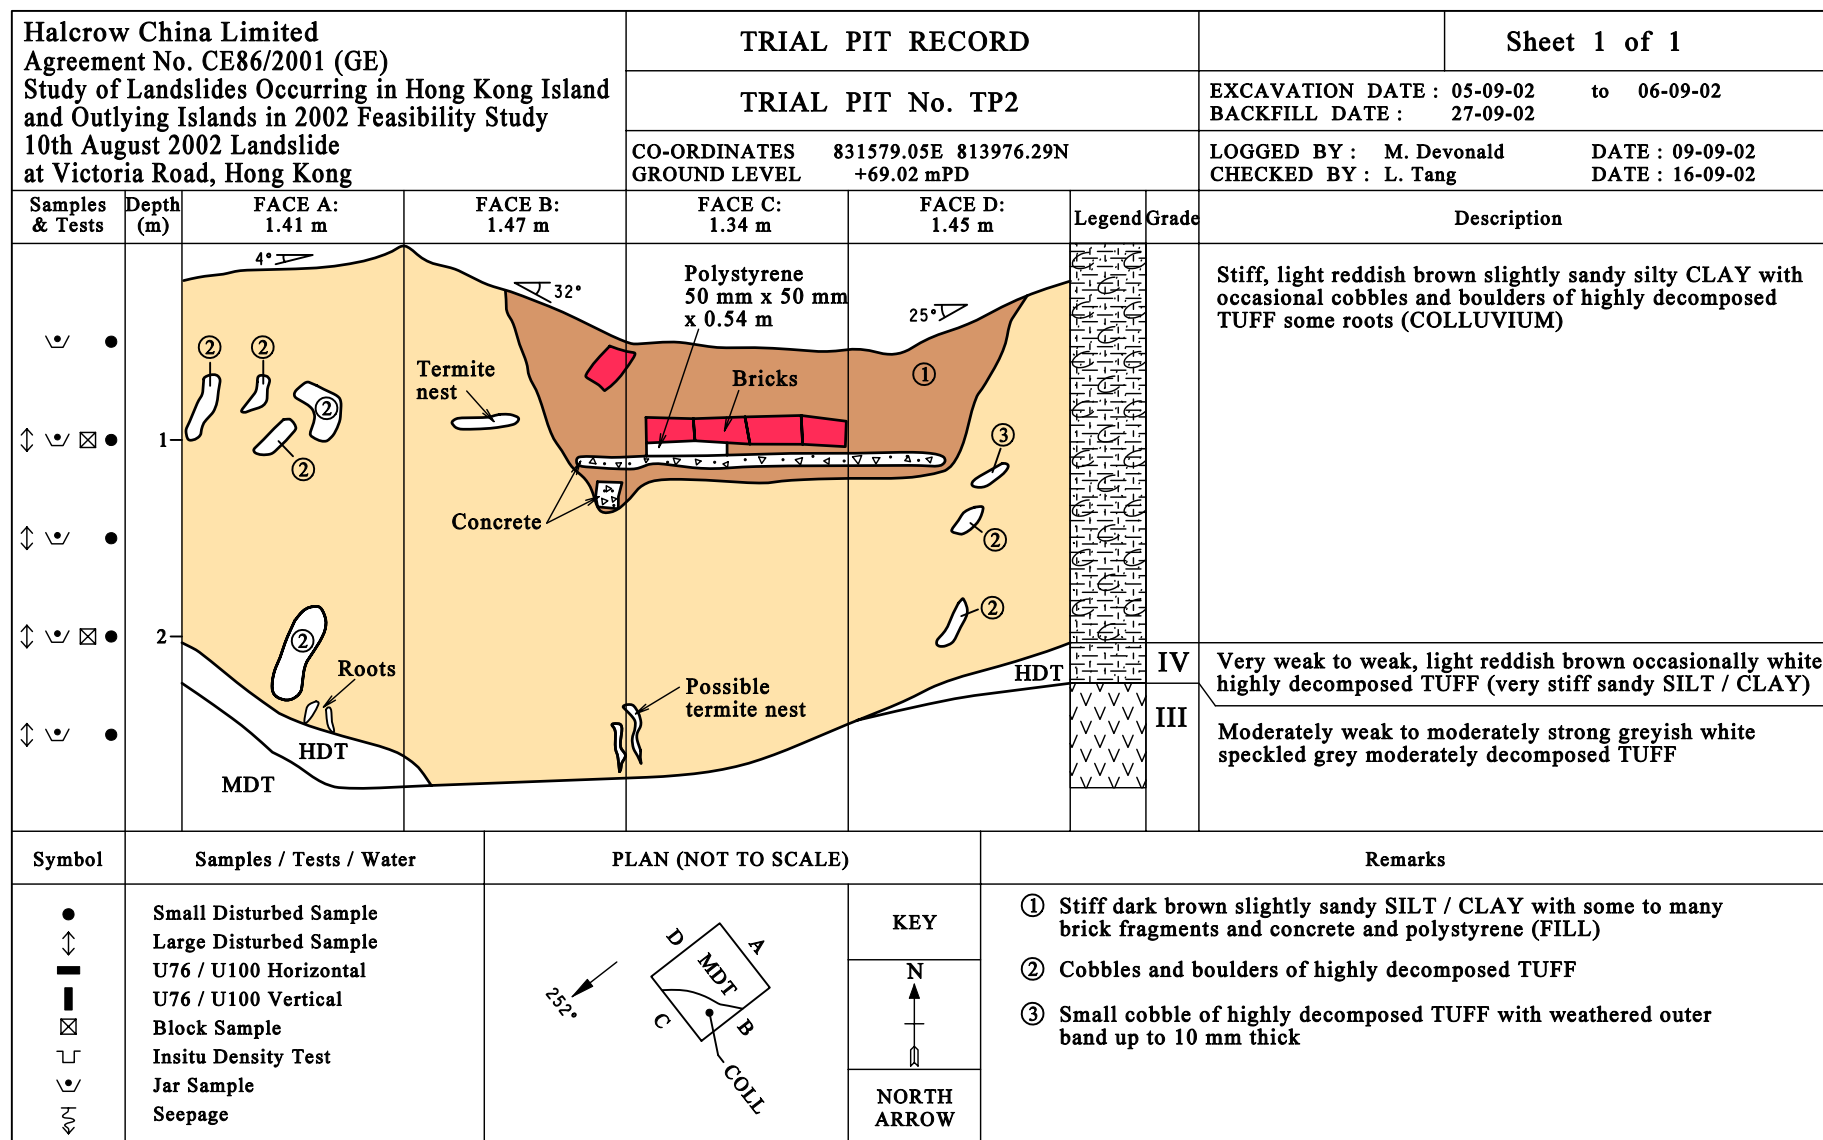 Halcrow China Limited
Agreement No. CE86/2001 (GE)
Study of Landslides Occurring in Hong Kong Island
and Outlying Islands in 2002 Feasibility Study
10th August 2002 Landslide
at Victoria Road, Hong Kong
TRIAL PIT RECORD
Sheet 1 of 1
TRIAL PIT No. TP2
EXCAVATION DATE : 05-09-02 to 06-09-02
BACKFILL DATE : 27-09-02
CO-ORDINATES 831579.05E 813976.29N
GROUND LEVEL +69.02 mPD
LOGGED BY : M. Devonald DATE : 09-09-02
CHECKED BY : L. Tang DATE : 16-09-02
Samples
& Tests
Depth
(m)
FACE A:
1.41 m
FACE B:
1.47 m
FACE C:
1.34 m
FACE D:
1.45 m
Legend
Grade
Description
4°
32°
25°
Polystyrene
50 mm x 50 mm
x 0.54 m
Termite
nest
Bricks
Concrete
Roots
Possible
termite nest
HDT
HDT
MDT
1
2
①
②
②
②
②
②
③
②
②
Stiff, light reddish brown slightly sandy silty CLAY with
occasional cobbles and boulders of highly decomposed
TUFF some roots (COLLUVIUM)
IV
Very weak to weak, light reddish brown occasionally white
highly decomposed TUFF (very stiff sandy SILT / CLAY)
III
Moderately weak to moderately strong greyish white
speckled grey moderately decomposed TUFF
Symbol
Samples / Tests / Water
PLAN (NOT TO SCALE)
Remarks
Small Disturbed Sample
Large Disturbed Sample
U76 / U100 Horizontal
U76 / U100 Vertical
Block Sample
Insitu Density Test
Jar Sample
Seepage
252°
D
A
MDT
C
B
COLL
KEY
N
NORTH
ARROW
① Stiff dark brown slightly sandy SILT / CLAY with some to many
brick fragments and concrete and polystyrene (FILL)
② Cobbles and boulders of highly decomposed TUFF
③ Small cobble of highly decomposed TUFF with weathered outer
band up to 10 mm thick